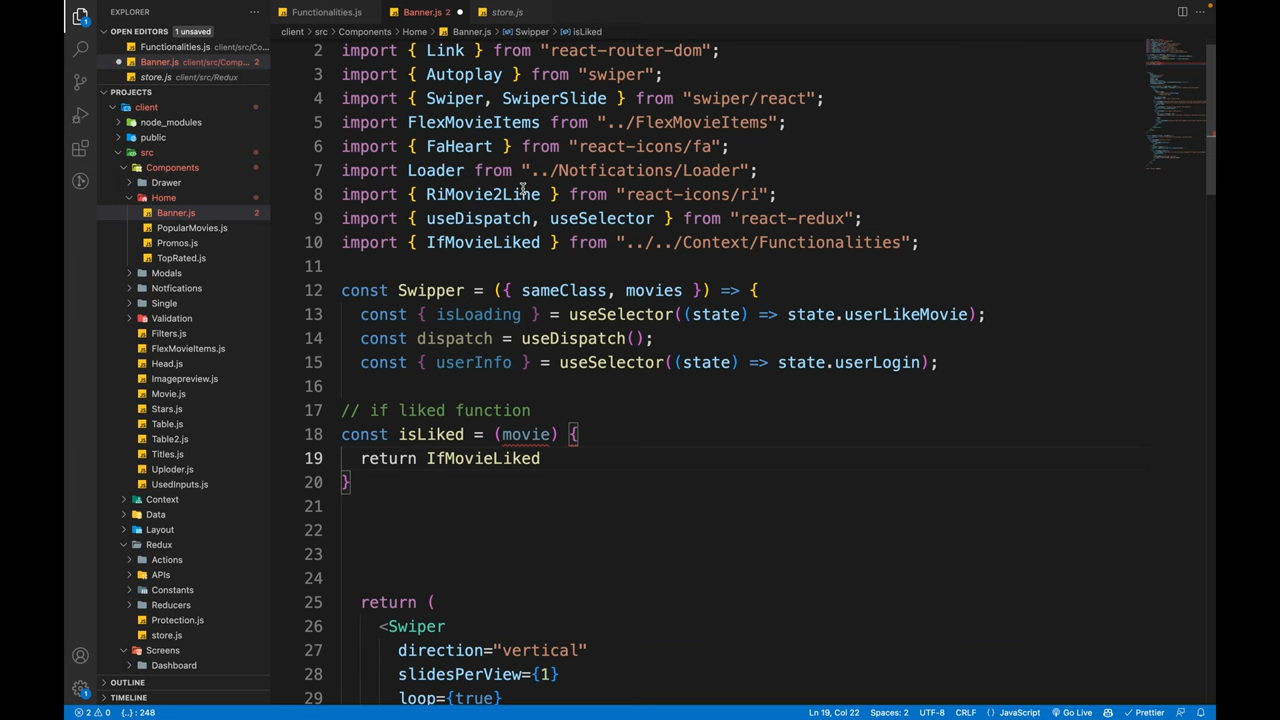 EXPLORER
Functionalities.js
Banner.js
store.js
OPEN EDITORS 1 unsaved
client > src > Components > Home > Banner.js > Swipper > isLiked
Functionalities.js client/src/Co...
Banner.js client/src/Comp... 2
store.js client/src/Redux
PROJECTS
client
node_modules
public
src
Components
Drawer
Home
Banner.js 2
PopularMovies.js
Promos.js
TopRated.js
Modals
Notfications
Single
Validation
Filters.js
FlexMovieItems.js
Head.js
Imagepreview.js
Movie.js
Stars.js
Table.js
Table2.js
Titles.js
Uploder.js
UsedInputs.js
Context
Data
Layout
Redux
Actions
APIs
Constants
Reducers
Protection.js
store.js
Screens
Dashboard
OUTLINE
TIMELINE
2 import { Link } from "react-router-dom";
3 import { Autoplay } from "swiper";
4 import { Swiper, SwiperSlide } from "swiper/react";
5 import FlexMovieItems from "../FlexMovieItems";
6 import { FaHeart } from "react-icons/fa";
7 import Loader from "../Notfications/Loader";
8 import { RiMovie2Line } from "react-icons/ri";
9 import { useDispatch, useSelector } from "react-redux";
10 import { IfMovieLiked } from "../../Context/Functionalities";
11
12 const Swipper = ({ sameClass, movies }) => {
13 const { isLoading } = useSelector((state) => state.userLikeMovie);
14 const dispatch = useDispatch();
15 const { userInfo } = useSelector((state) => state.userLogin);
16
17 // if liked function
18 const isLiked = (movie) {
19 return IfMovieLiked
20 }
21
22
23
24
25 return (
26 <Swiper
27 direction="vertical"
28 slidesPerView={1}
29 loop={true}
2 0 {..}: 248
Ln 19, Col 22 Spaces: 2 UTF-8 CRLF {} JavaScript Go Live Prettier
1
1